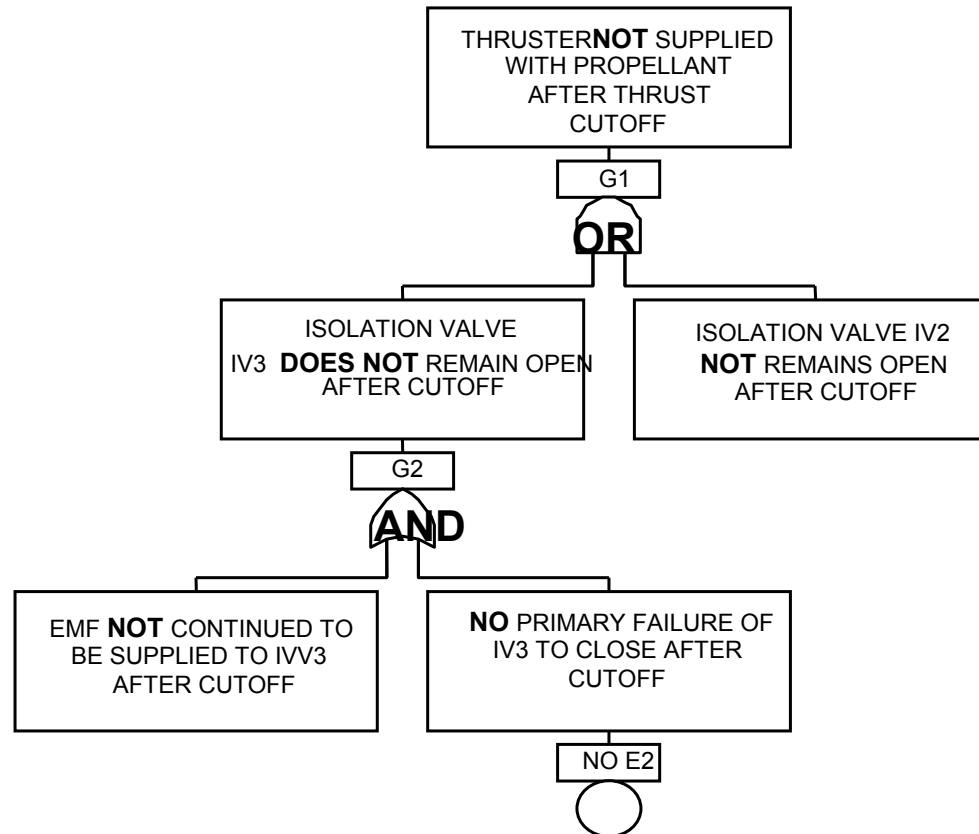 THRUSTERNOT SUPPLIED
WITH PROPELLANT
AFTER THRUST
CUTOFF
G1
OR
ISOLATION VALVE
IV3 DOES NOT REMAIN OPEN
AFTER CUTOFF
ISOLATION VALVE IV2
NOT REMAINS OPEN
AFTER CUTOFF
G2
AND
EMF NOT CONTINUED TO
BE SUPPLIED TO IVV3
AFTER CUTOFF
NO PRIMARY FAILURE OF
IV3 TO CLOSE AFTER
CUTOFF
NO E2